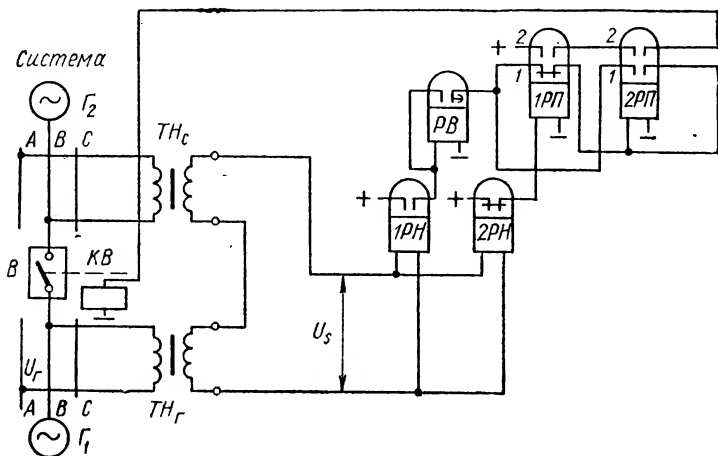 Система
Г2
A B C
ТНс
В
КВ
Uг
A B C
Г1
ТНг
Us
+ 2
1
1РП
2
1
2РП
РВ
+
1РН
+
2РН